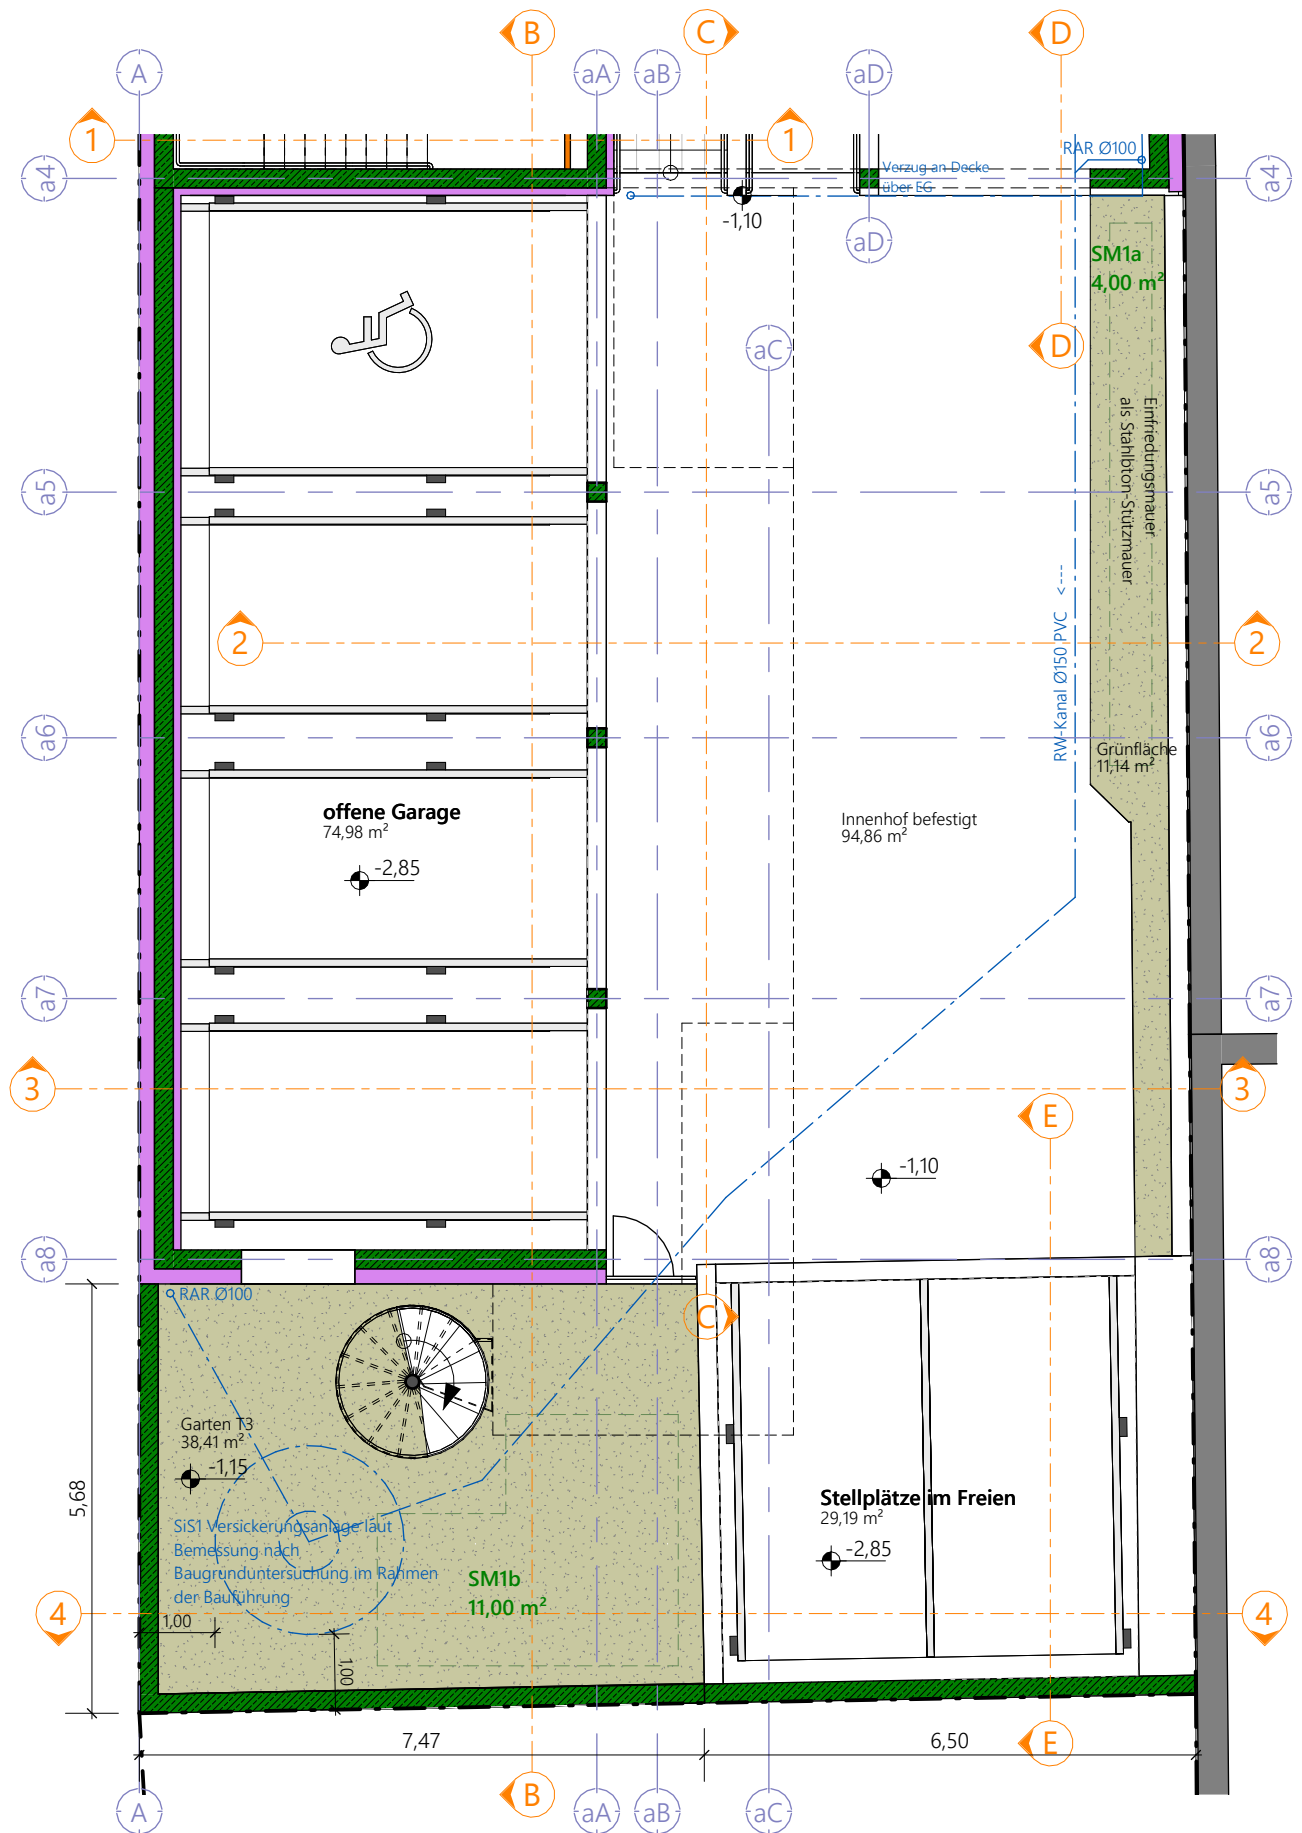 B
C
D
A
aA
aB
aD
1
1
RAR Ø100
Verzug an Decke
über EG
a4
a4
-1,10
aD
SM1a
4,00 m²
D
aC
Einfriedungsmauer
als Stahlbton-Stützmauer
a5
a5
RW-Kanal Ø150 PVC <---
2
2
a6
a6
Grünfläche
11,14 m²
offene Garage
74,98 m²
-2,85
Innenhof befestigt
94,86 m²
a7
a7
3
3
E
-1,10
a8
a8
RAR Ø100
C
Garten T3
38,41 m²
-1,15
5,68
SiS1 Versickerungsanlage laut
Bemessung nach
Baugrunduntersuchung im Rahmen
der Bauführung
Stellplätze im Freien
29,19 m²
-2,85
SM1b
11,00 m²
4
4
1,00
1,00
7,47
6,50
E
B
A
aA
aB
aC